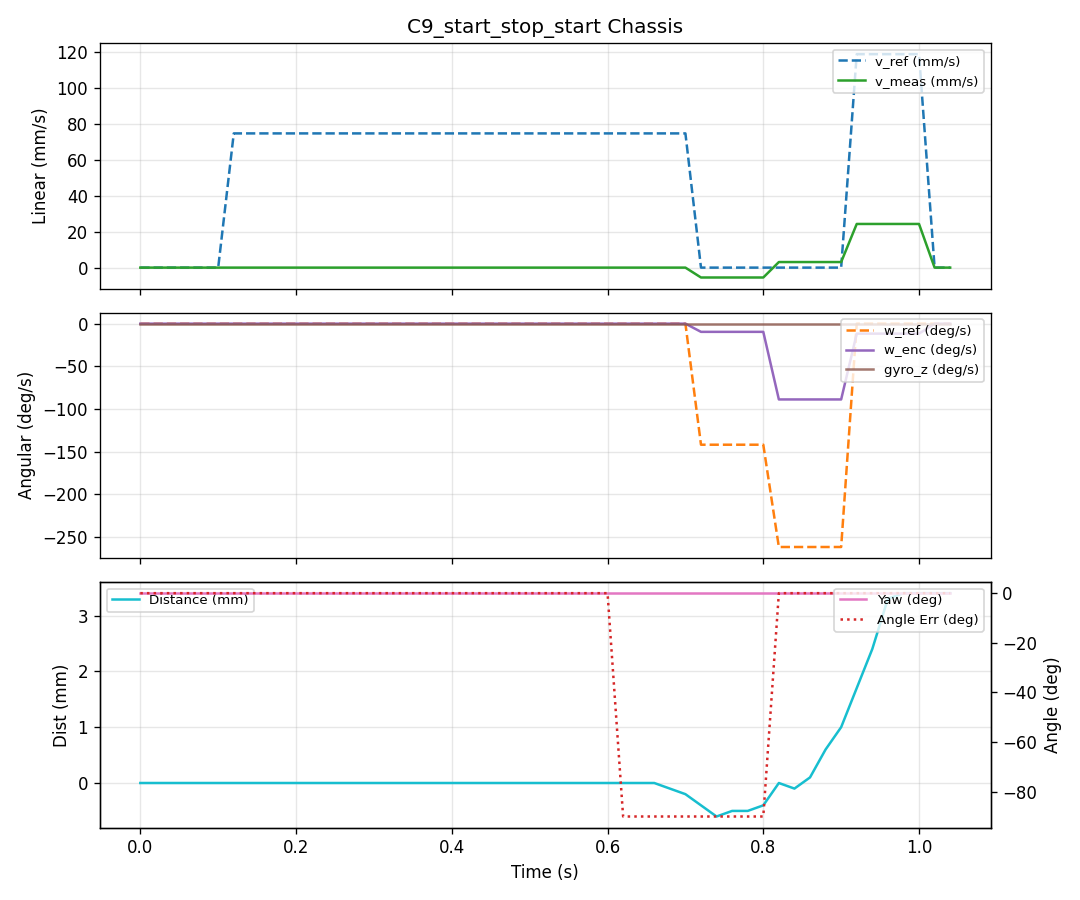 C9_start_stop_start Chassis
120
100
80
60
40
20
0
Linear (mm/s)
v_ref (mm/s)
v_meas (mm/s)
0
−50
−100
−150
−200
−250
Angular (deg/s)
w_ref (deg/s)
w_enc (deg/s)
gyro_z (deg/s)
3
2
1
0
Dist (mm)
Distance (mm)
Yaw (deg)
Angle Err (deg)
0
−20
−40
−60
−80
Angle (deg)
0.0 0.2 0.4 0.6 0.8 1.0
Time (s)